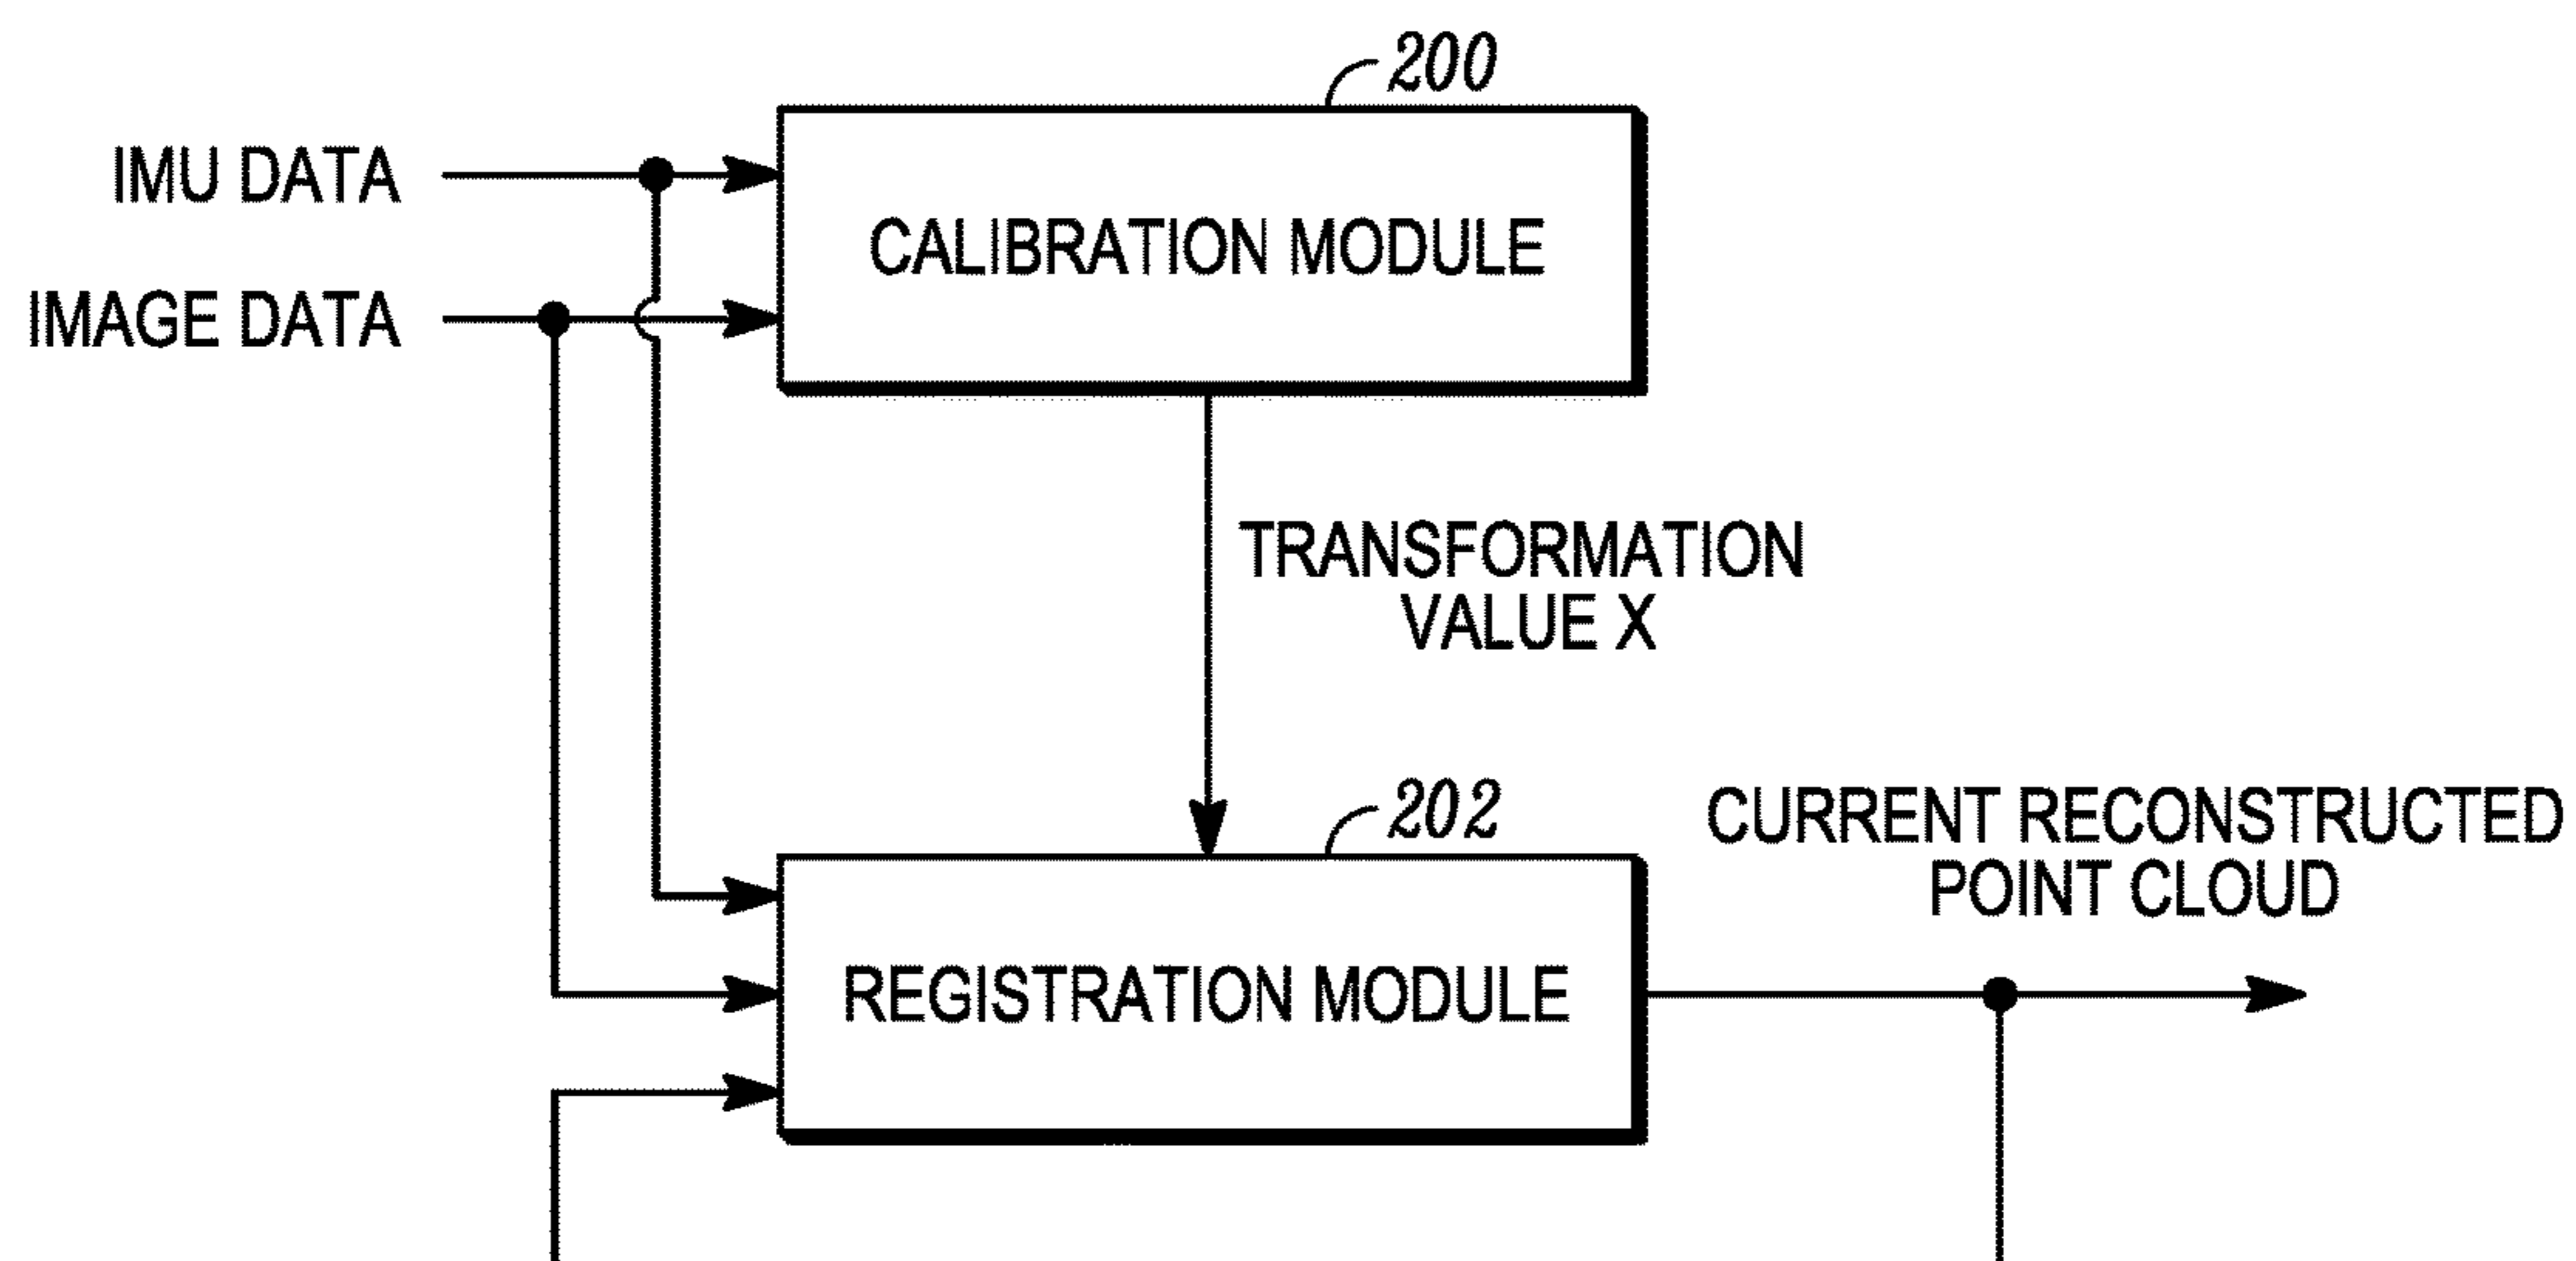 200
IMU DATA
CALIBRATION MODULE
IMAGE DATA
TRANSFORMATION
VALUE X
202
CURRENT RECONSTRUCTED
POINT CLOUD
REGISTRATION MODULE